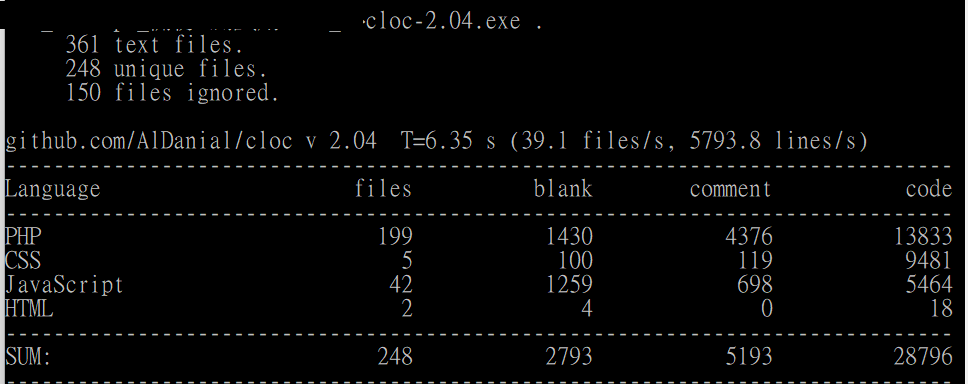 cloc-2.04.exe .
361 text files.
248 unique files.
150 files ignored.
github.com/AlDanial/cloc v 2.04  T=6.35 s (39.1 files/s, 5793.8 lines/s)
-------------------------------------------------------------------------------
Language                     files          blank        comment           code
-------------------------------------------------------------------------------
PHP                            199           1430           4376          13833
CSS                              5            100            119           9481
JavaScript                      42           1259            698           5464
HTML                             2              4              0             18
-------------------------------------------------------------------------------
SUM:                           248           2793           5193          28796
-------------------------------------------------------------------------------